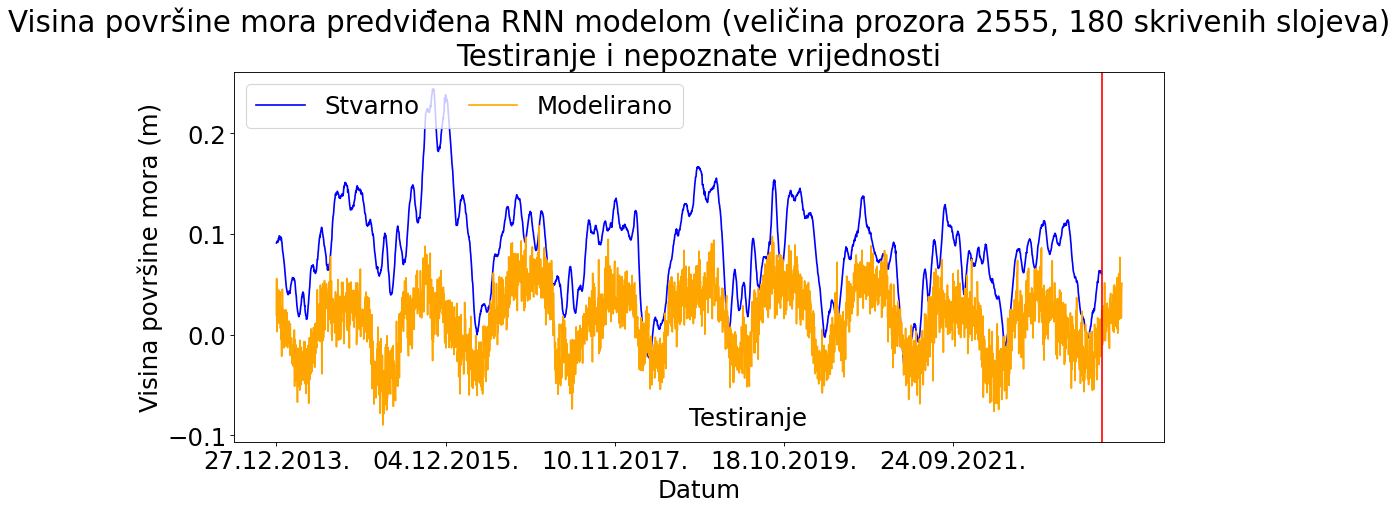 Visina površine mora predviđena RNN modelom (veličina prozora 2555, 180 skrivenih slojeva)
Testiranje i nepoznate vrijednosti
Stvarno Modelirano
Visina površine mora (m)
0.2
0.1
0.0
−0.1
Testiranje
27.12.2013. 04.12.2015. 10.11.2017. 18.10.2019. 24.09.2021.
Datum